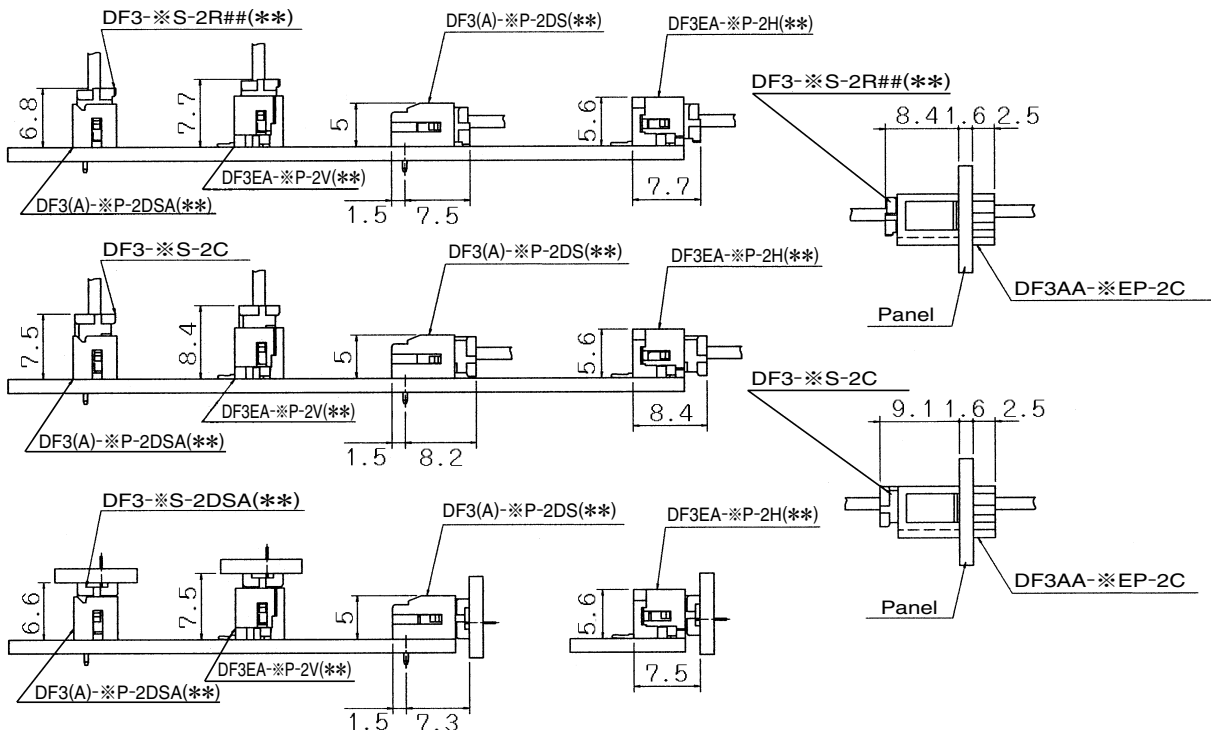 DF3-※S-2R##(**)
DF3(A)-※P-2DS(**)
DF3EA-※P-2H(**)
DF3-※S-2R##(**)
6.8
7.7
5
5.6
8.4 1.6 2.5
DF3EA-※P-2V(**)
DF3(A)-※P-2DSA(**)
1.5 7.5
7.7
DF3AA-※EP-2C
Panel
DF3-※S-2C
DF3(A)-※P-2DS(**)
DF3EA-※P-2H(**)
7.5
8.4
5
5.6
DF3-※S-2C
DF3EA-※P-2V(**)
DF3(A)-※P-2DSA(**)
1.5 8.2
8.4
9.1 1.6 2.5
DF3-※S-2DSA(**)
DF3(A)-※P-2DS(**)
DF3EA-※P-2H(**)
6.6
7.5
5
5.6
DF3AA-※EP-2C
Panel
DF3EA-※P-2V(**)
DF3(A)-※P-2DSA(**)
1.5 7.3
7.5